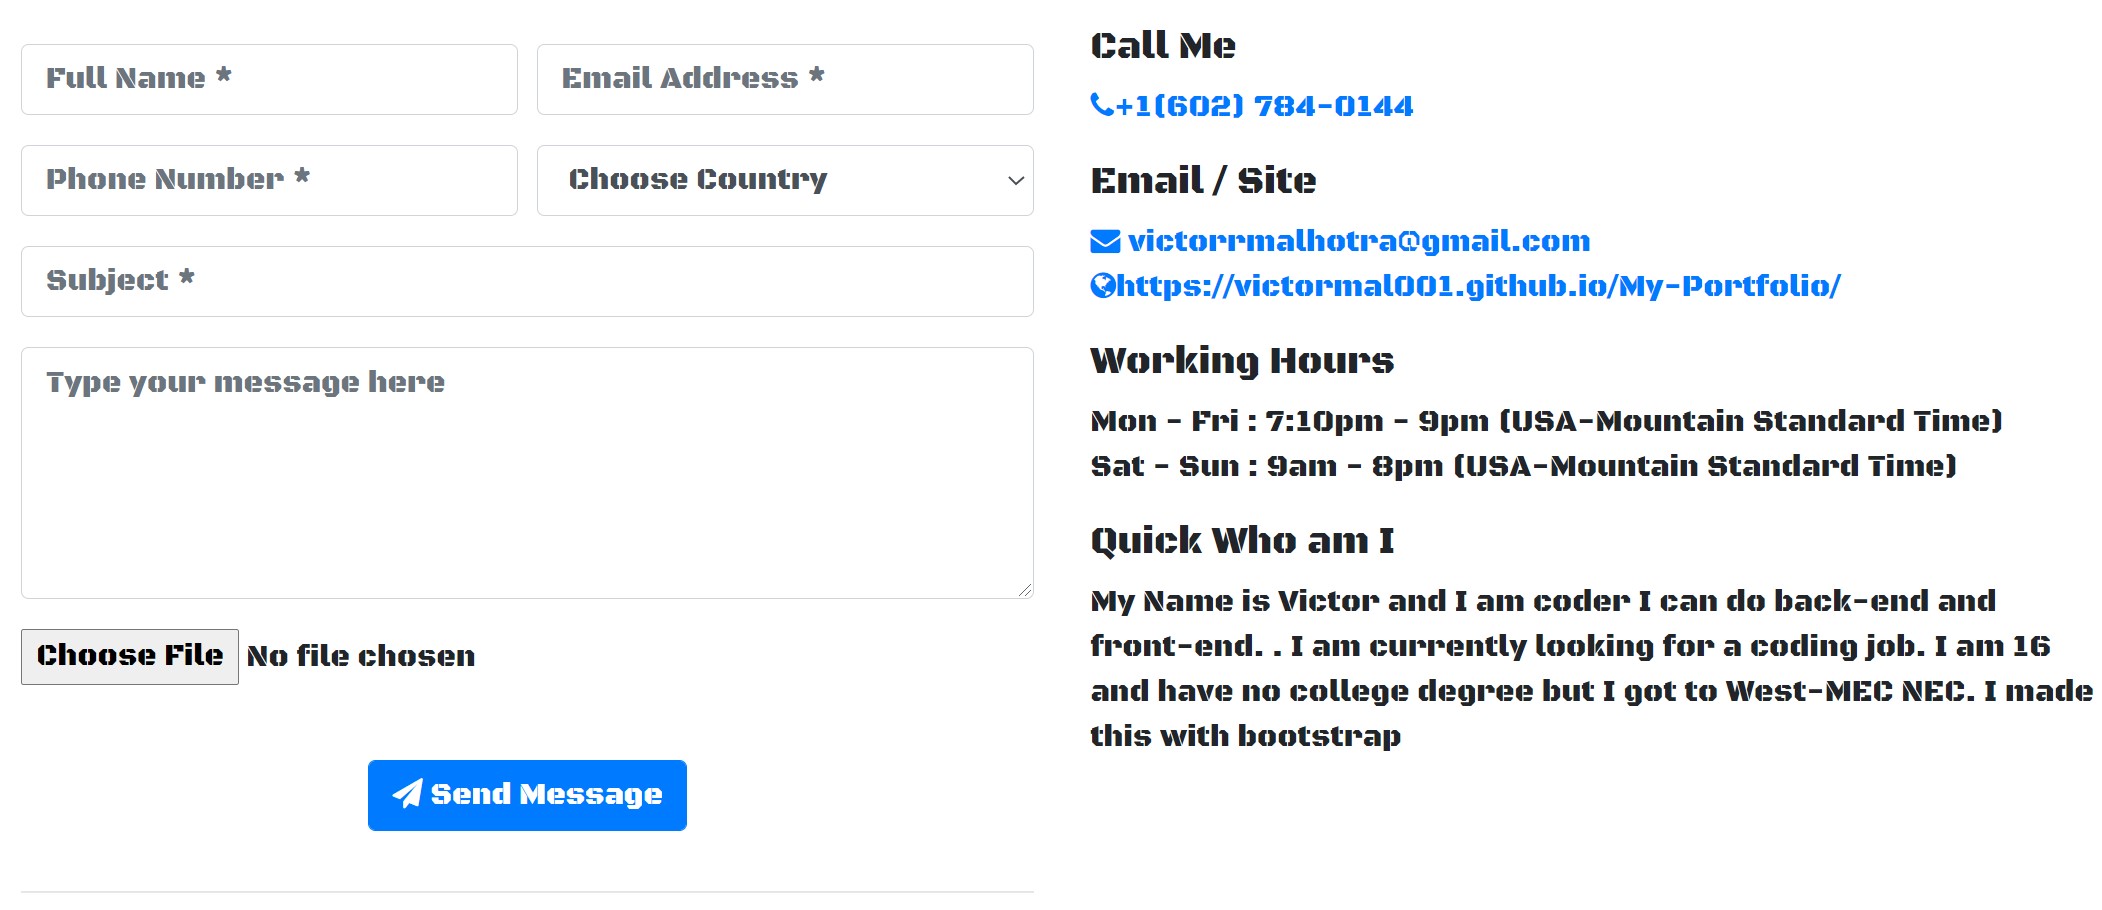 Full Name *
Email Address *
Phone Number *
Choose Country
Subject *
Type your message here
Choose File No file chosen
Send Message
Call Me
+1(602) 784-0144
Email / Site
victorrmalhotra@gmail.com
https://victormal001.github.io/My-Portfolio/
Working Hours
Mon - Fri : 7:10pm - 9pm (USA-Mountain Standard Time)
Sat - Sun : 9am - 8pm (USA-Mountain Standard Time)
Quick Who am I
My Name is Victor and I am coder I can do back-end and
front-end. . I am currently looking for a coding job. I am 16
and have no college degree but I got to West-MEC NEC. I made
this with bootstrap